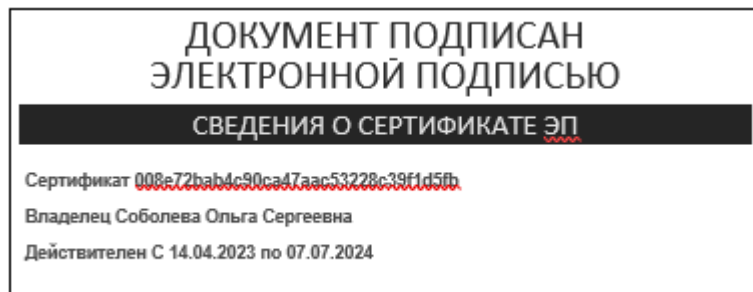 ДОКУМЕНТ ПОДПИСАН
ЭЛЕКТРОННОЙ ПОДПИСЬЮ
СВЕДЕНИЯ О СЕРТИФИКАТЕ ЭП
Сертификат 008e72bab4c90ca47aac53228c39f1d5fb
Владелец Соболева Ольга Сергеевна
Действителен С 14.04.2023 по 07.07.2024